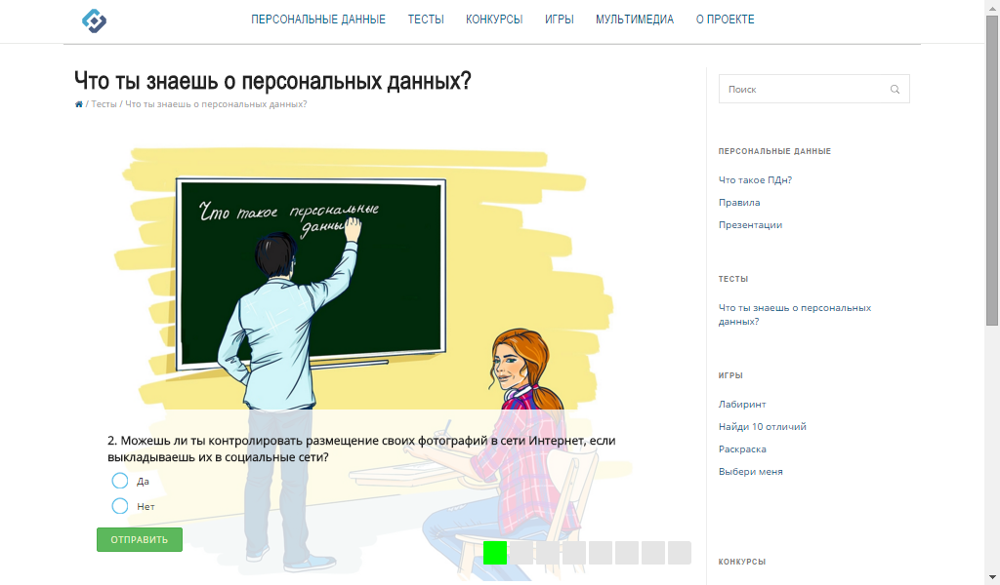 ПЕРСОНАЛЬНЫЕ ДАННЫЕ ТЕСТЫ КОНКУРСЫ ИГРЫ МУЛЬТИМЕДИА О ПРОЕКТЕ
Что ты знаешь о персональных данных?
/ Тесты / Что ты знаешь о персональных данных?
Что такое персональные
данные
2. Можешь ли ты контролировать размещение своих фотографий в сети Интернет, если
выкладываешь их в социальные сети?
Да
Нет
ОТПРАВИТЬ
Поиск
ПЕРСОНАЛЬНЫЕ ДАННЫЕ
Что такое ПДн?
Правила
Презентации
ТЕСТЫ
Что ты знаешь о персональных
данных?
ИГРЫ
Лабиринт
Найди 10 отличий
Раскраска
Выбери меня
КОНКУРСЫ